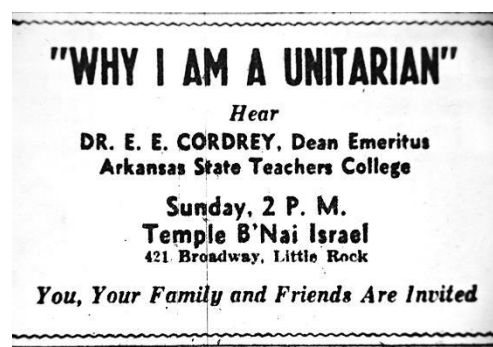 "WHY I AM A UNITARIAN"
Hear
DR. E. E. CORDREY, Dean Emeritus
Arkansas State Teachers College
Sunday, 2 P. M.
Temple B'Nai Israel
421 Broadway, Little Rock
You, Your Family and Friends Are Invited